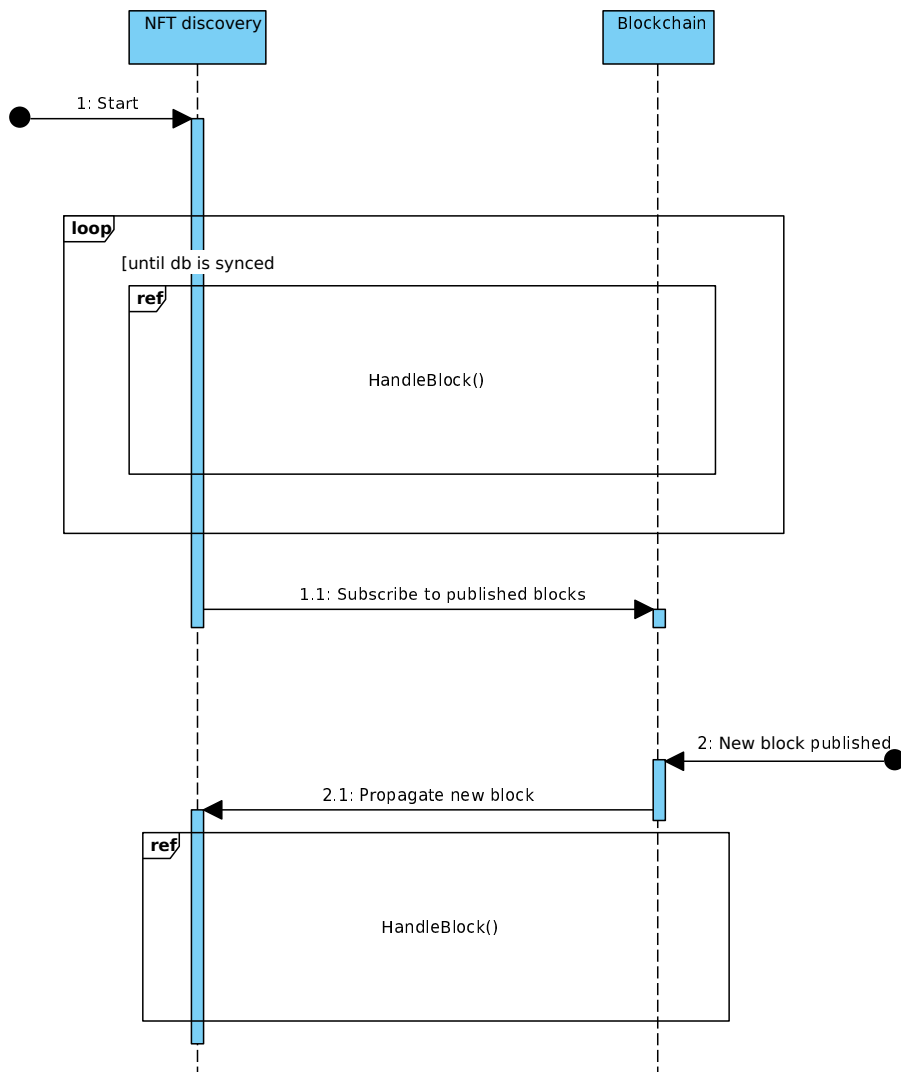 NFT discovery
Blockchain
1: Start
loop
[until db is synced
ref
HandleBlock()
1.1: Subscribe to published blocks
2: New block published
2.1: Propagate new block
ref
HandleBlock()